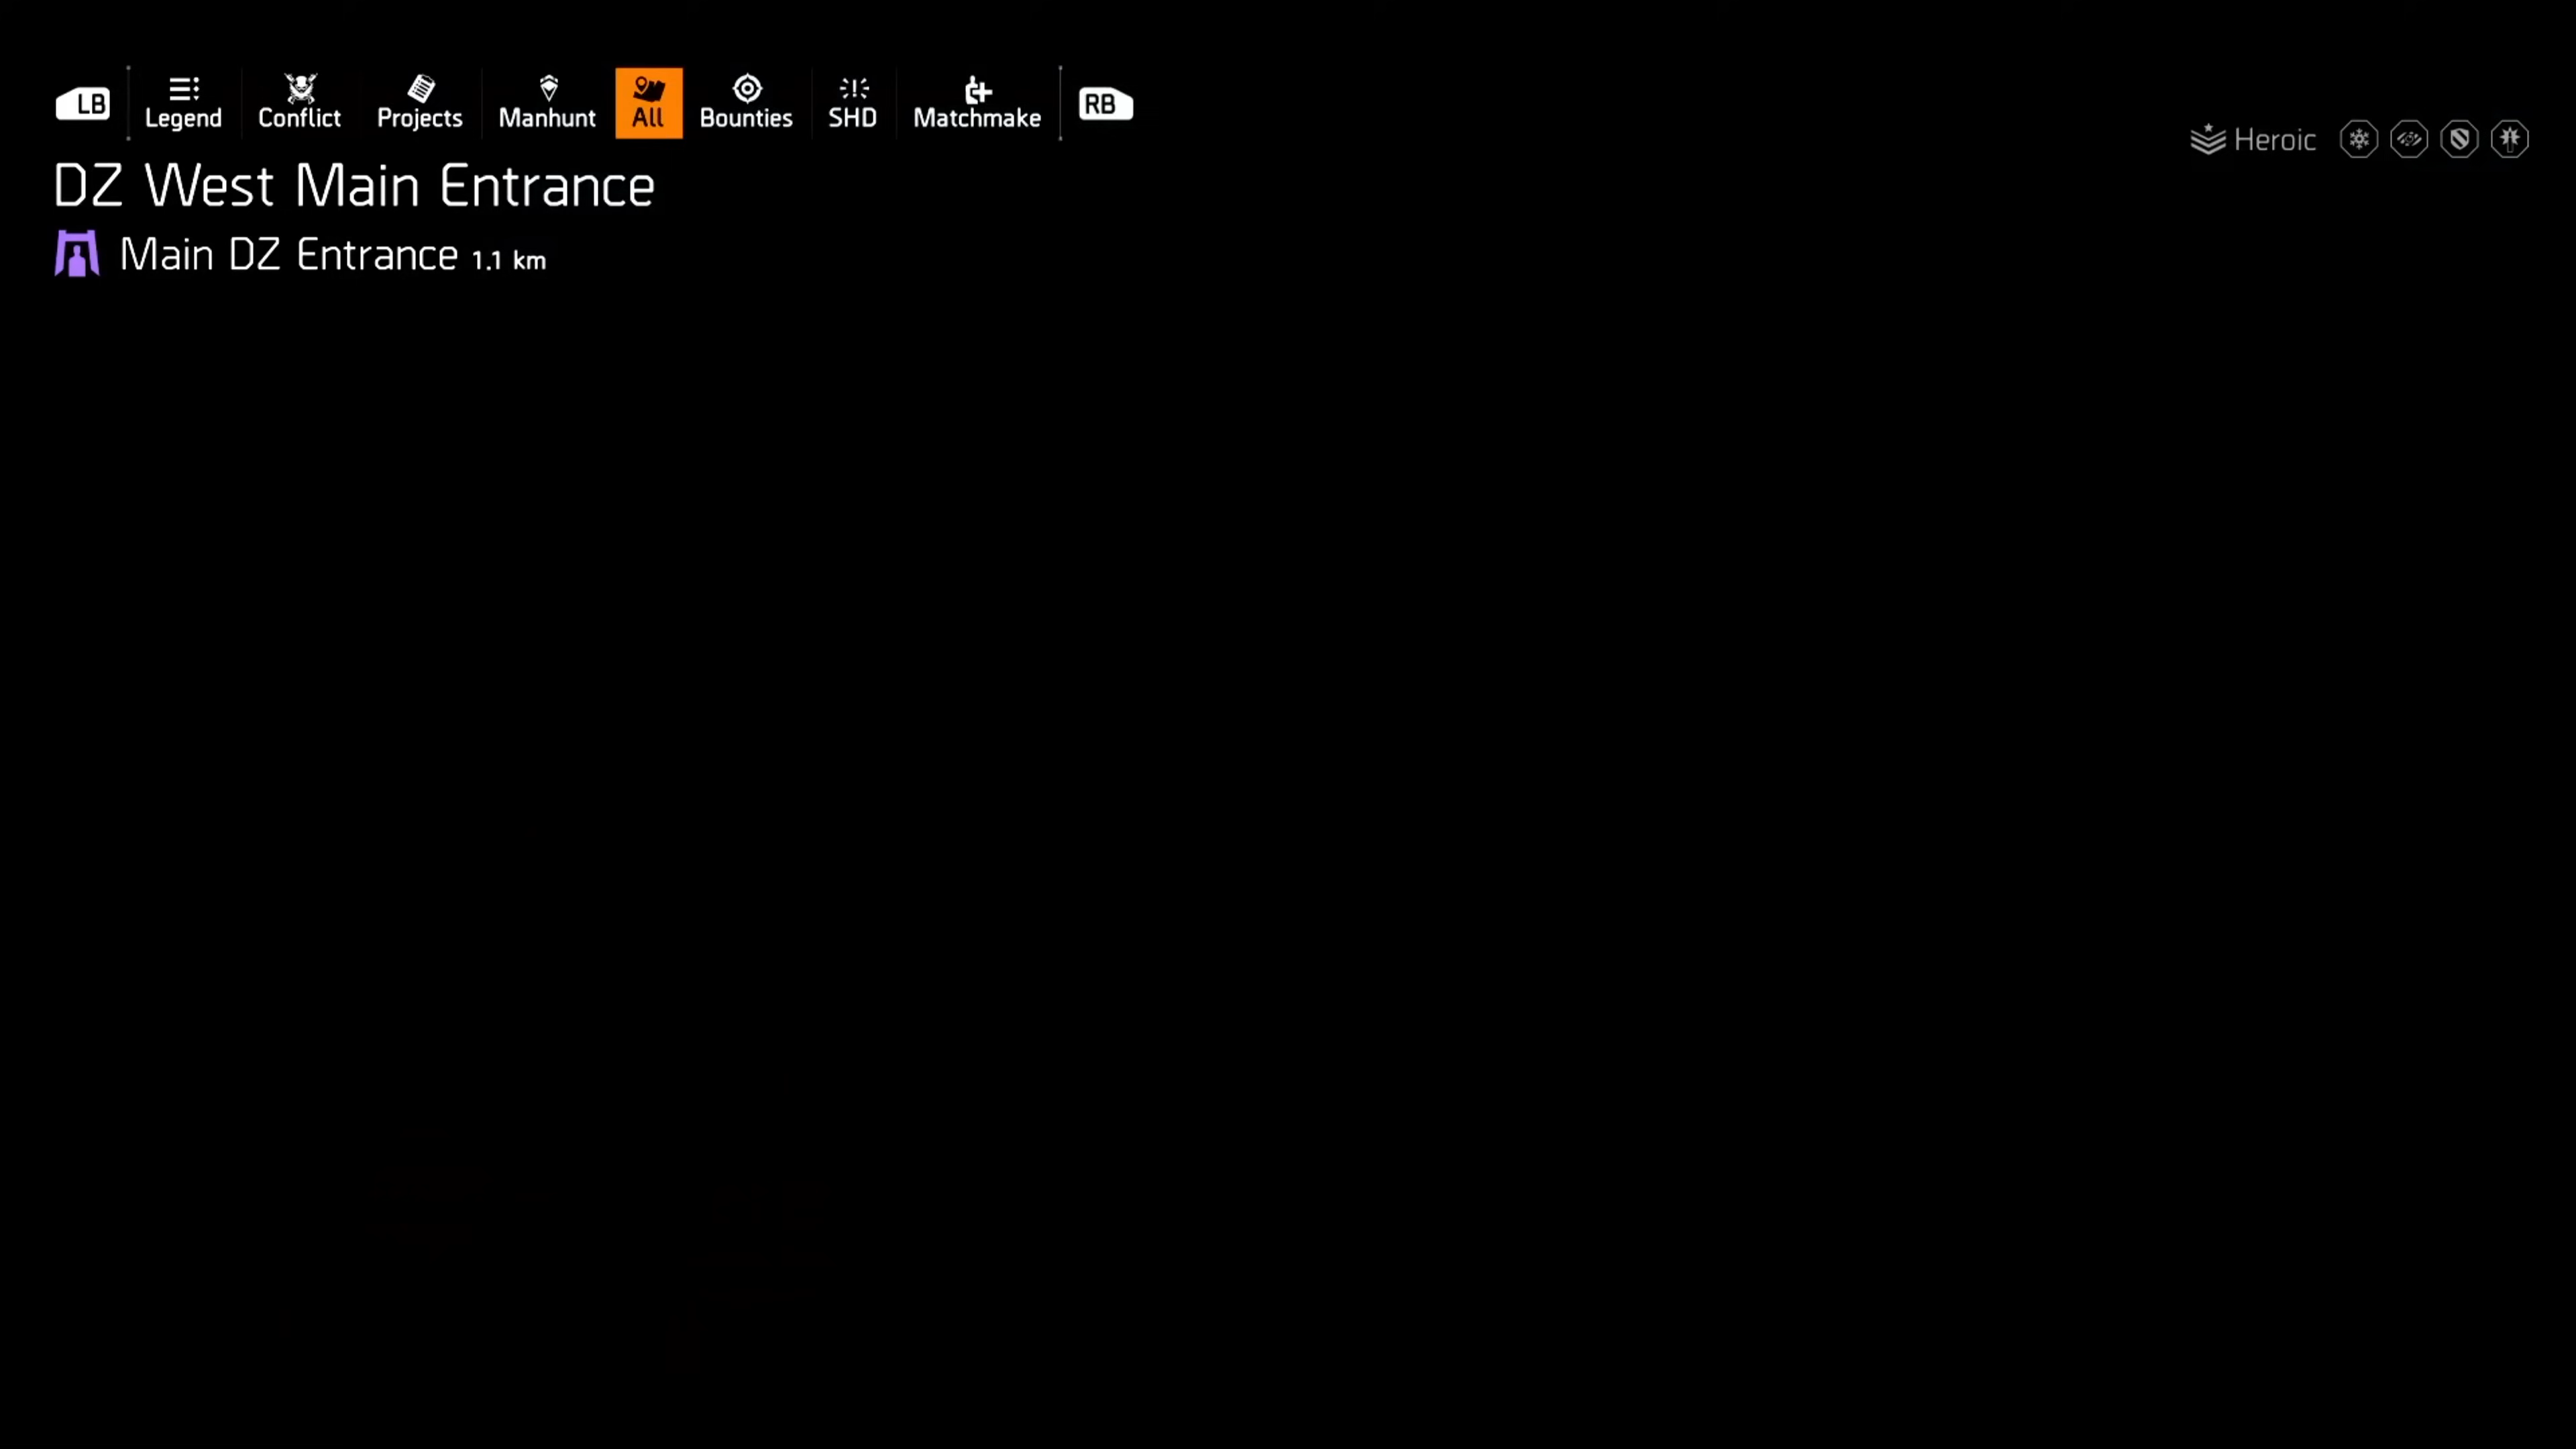 LB Legend Conflict Projects Manhunt All Bounties SHD Matchmake RB
Heroic
DZ West Main Entrance
Main DZ Entrance 1.1 km